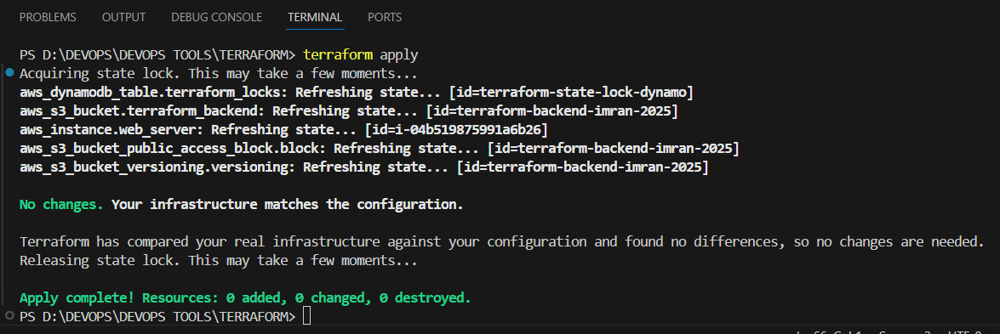 PROBLEMS OUTPUT DEBUG CONSOLE TERMINAL PORTS
PS D:\DEVOPS\DEVOPS TOOLS\TERRAFORM> terraform apply
Acquiring state lock. This may take a few moments...
aws_dynamodb_table.terraform_locks: Refreshing state... [id=terraform-state-lock-dynamo]
aws_s3_bucket.terraform_backend: Refreshing state... [id=terraform-backend-imran-2025]
aws_instance.web_server: Refreshing state... [id=i-04b519875991a6b26]
aws_s3_bucket_public_access_block.block: Refreshing state... [id=terraform-backend-imran-2025]
aws_s3_bucket_versioning.versioning: Refreshing state... [id=terraform-backend-imran-2025]
No changes. Your infrastructure matches the configuration.
Terraform has compared your real infrastructure against your configuration and found no differences, so no changes are needed.
Releasing state lock. This may take a few moments...
Apply complete! Resources: 0 added, 0 changed, 0 destroyed.
PS D:\DEVOPS\DEVOPS TOOLS\TERRAFORM>